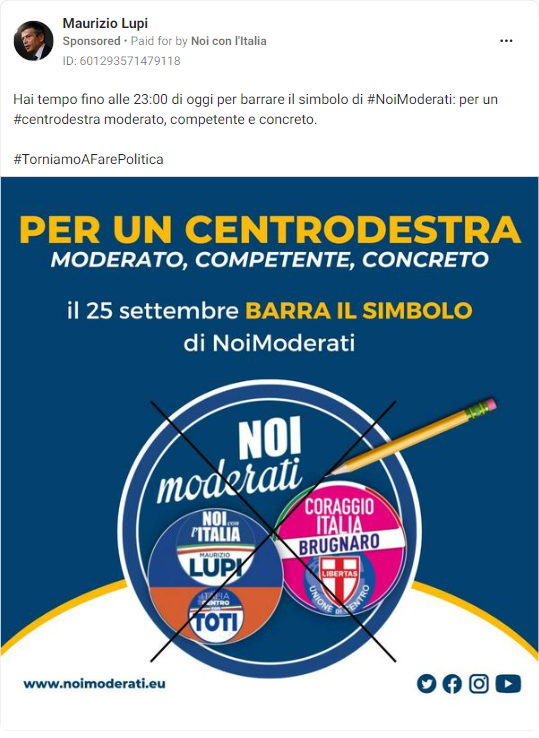 Maurizio Lupi
Sponsored • Paid for by Noi con l'Italia
ID: 601293571479118
Hai tempo fino alle 23:00 di oggi per barrare il simbolo di #NoiModerati: per un
#centrodestra moderato, competente e concreto.
#TorniamoAFarePolitica
PER UN CENTRODESTRA
MODERATO, COMPETENTE, CONCRETO
il 25 settembre BARRA IL SIMBOLO
di NoiModerati
NOI
moderati
NOI con
l'ITALIA
MAURIZIO
LUPI
ITALIA
CENTRO
CON
TOTI
CORAGGIO
ITALIA
BRUGNARO
LIBERTAS
UNIONE DI CENTRO
www.noimoderati.eu